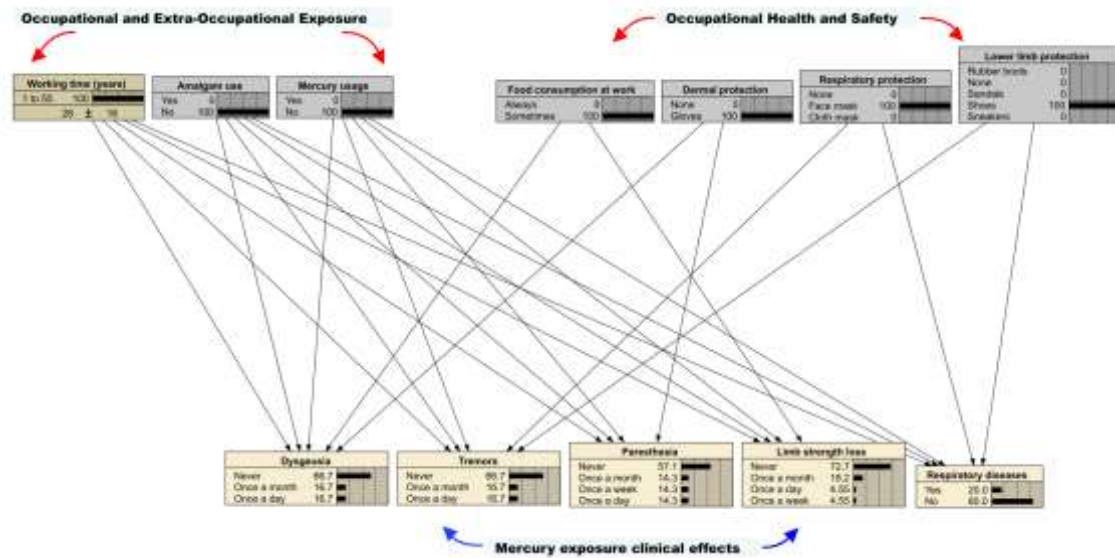 Occupational and Extra-Occupational Exposure
Occupational Health and Safety
Working time (years)
1 to 50 100
Amalgam use
Yes 0
No 100
Mercury usage
Yes 0
No 100
Food consumption at work
Always 0
Sometimes 100
Dermal protection
None 0
Gloves 100
Respiratory protection
None 0
Face mask 100
Cloth mask 0
Lower limb protection
Rubber boots 0
None 0
Sandals 0
Shoes 100
Sneakers 0
Dysgeusia
Never 66.7
Once a month 16.7
Once a day 16.7
Tremors
Never 66.7
Once a month 16.7
Once a day 16.7
Paresthesia
Never 57.1
Once a month 14.3
Once a week 14.3
Once a day 14.3
Limb strength loss
Never 72.7
Once a month 18.2
Once a day 4.55
Once a week 4.55
Respiratory diseases
Yes 20.0
No 80.0
Mercury exposure clinical effects